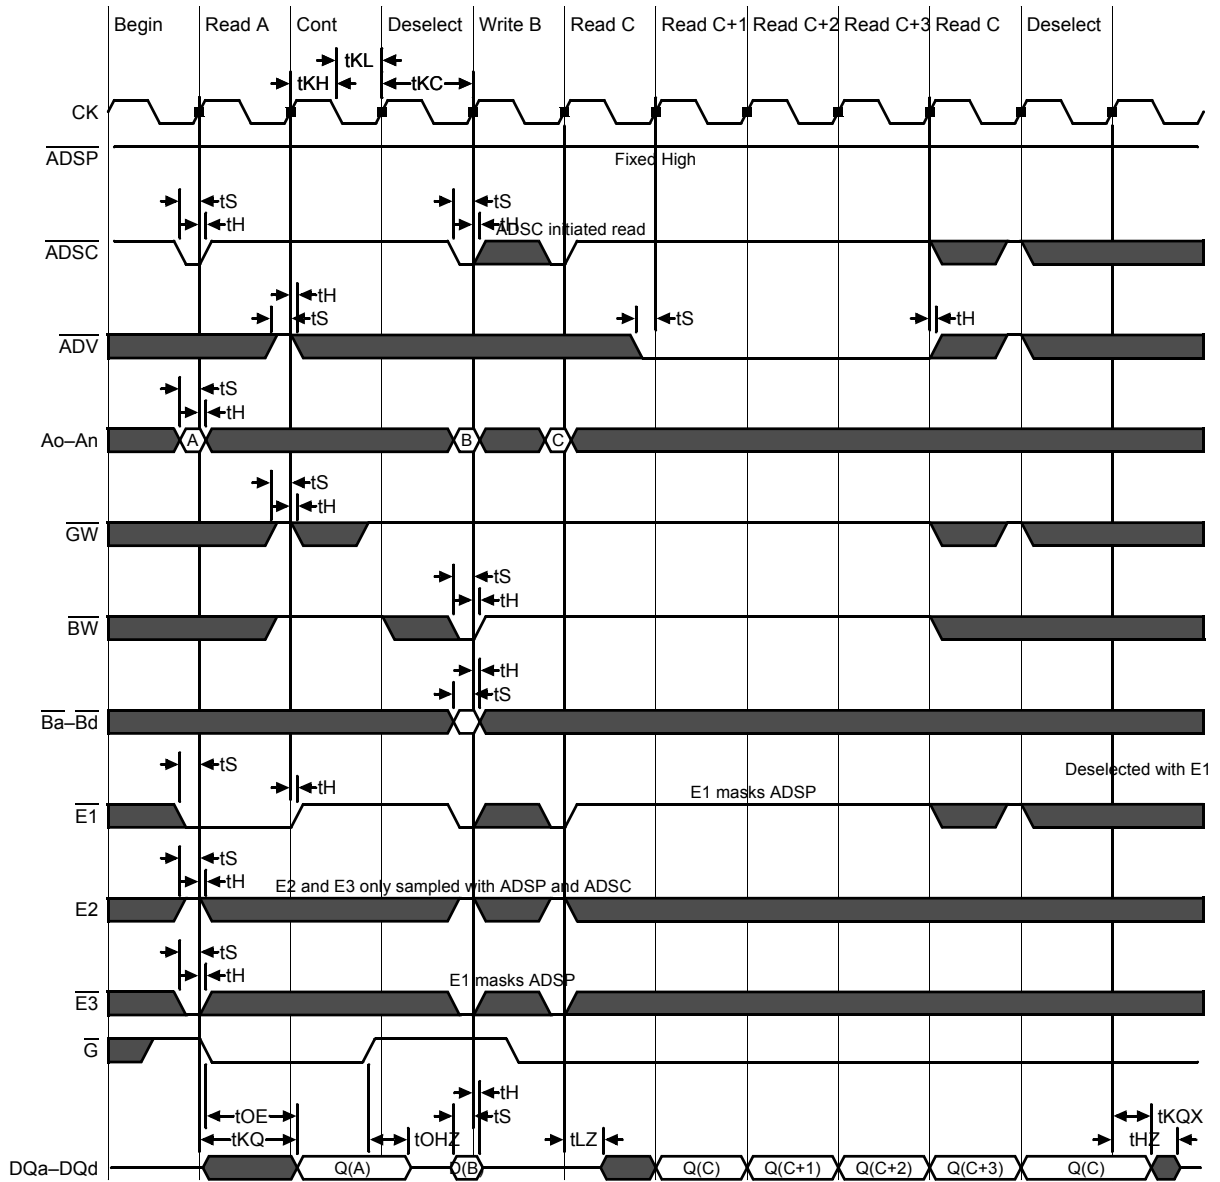 Begin Read A Cont Deselect Write B Read C Read C+1 Read C+2 Read C+3 Read C Deselect
tKL
tKH tKC
CK
ADSP
Fixed High
tS tS
tH tH
ADSC initiated read
ADSC
tH
tS tS tH
ADV
tS
tH
Ao–An A B C
tS
tH
GW
tS
tH
BW
tH
tS
Ba–Bd
tS
Deselected with E1
tH
E1 masks ADSP
E1
tS
tH
E2 and E3 only sampled with ADSP and ADSC
E2
tS
tH
E1 masks ADSP
E3
G
tH
tOE tS tKQX
tKQ tOHZ tLZ tHZ
DQa–DQd Q(A) D(B) Q(C) Q(C+1) Q(C+2) Q(C+3) Q(C)